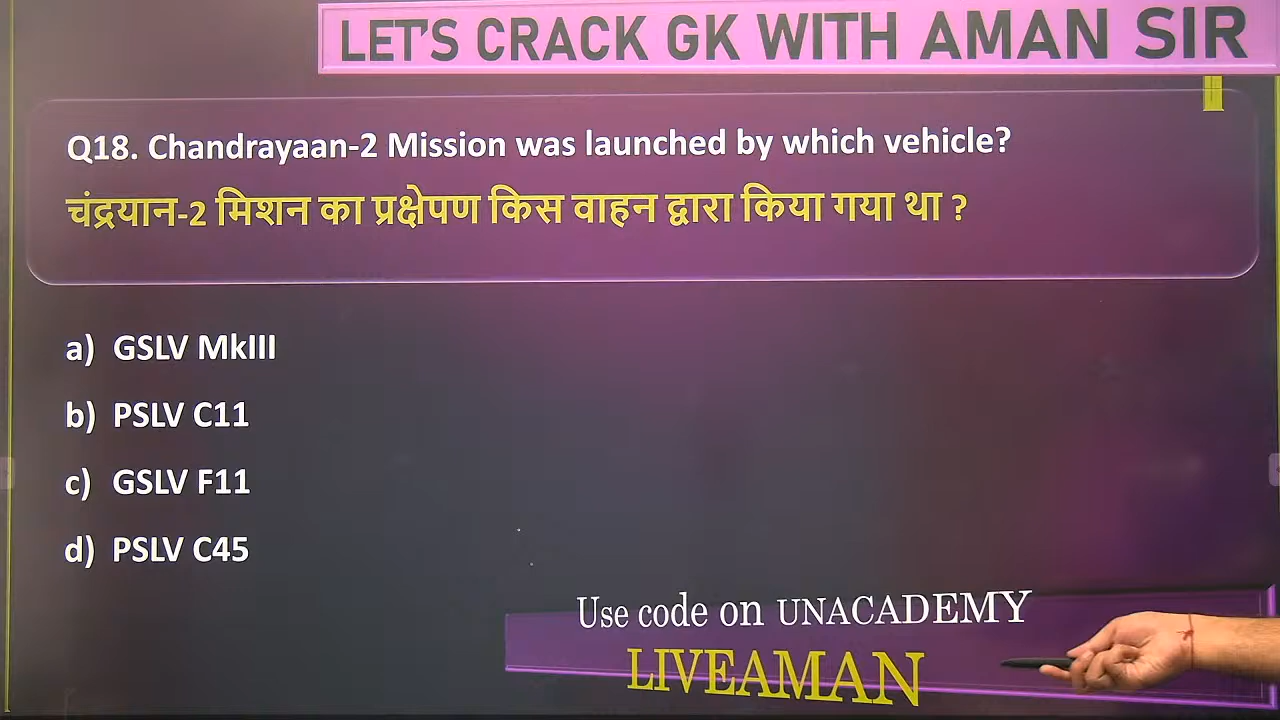 LET'S CRACK GK WITH AMAN SIR
Q18. Chandrayaan-2 Mission was launched by which vehicle?
चंद्रयान-2 मिशन का प्रक्षेपण किस वाहन द्वारा किया गया था ?
a) GSLV MkIII
b) PSLV C11
c) GSLV F11
d) PSLV C45
Use code on UNACADEMY
LIVEAMAN